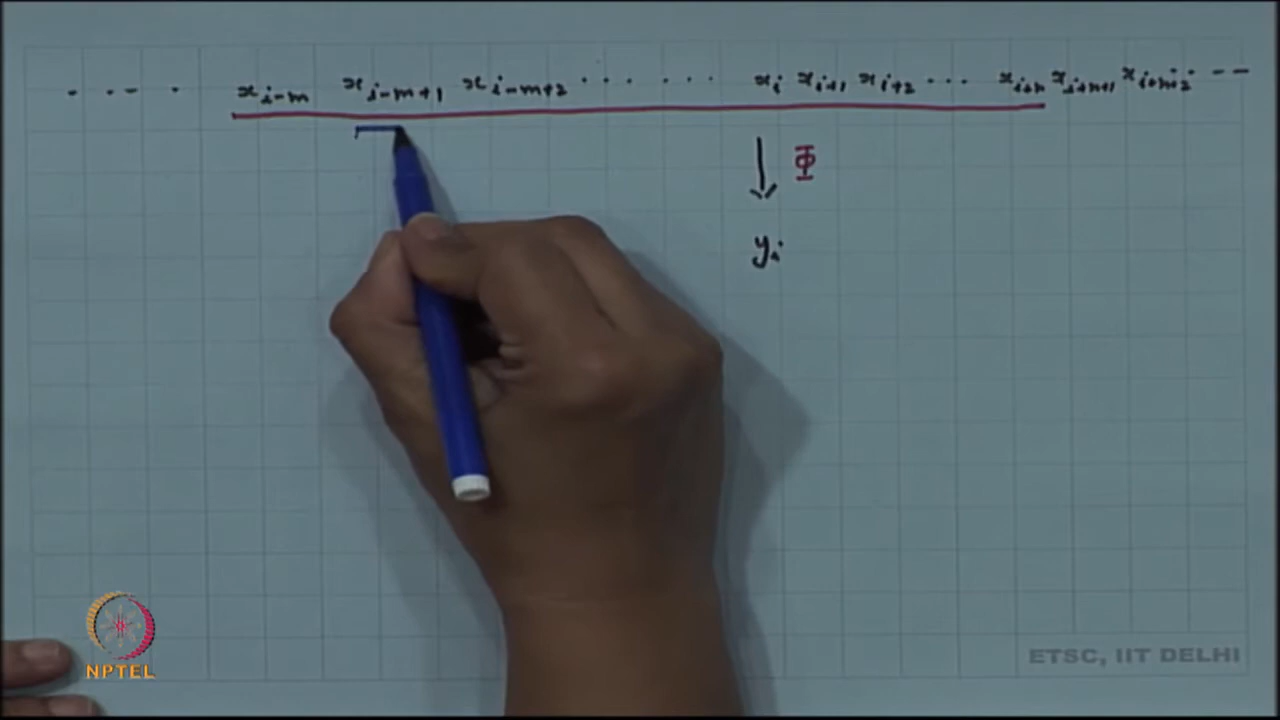 . . - - . x_{i-m} x_{i-m+1} x_{i-m+2} . . . . . . x_i x_{i+1} x_{i+2} . . . x_{i+n} x_{i+n+1} x_{i+n+2} . - -
↓ Φ
y_i
NPTEL
ETSC, IIT DELHI